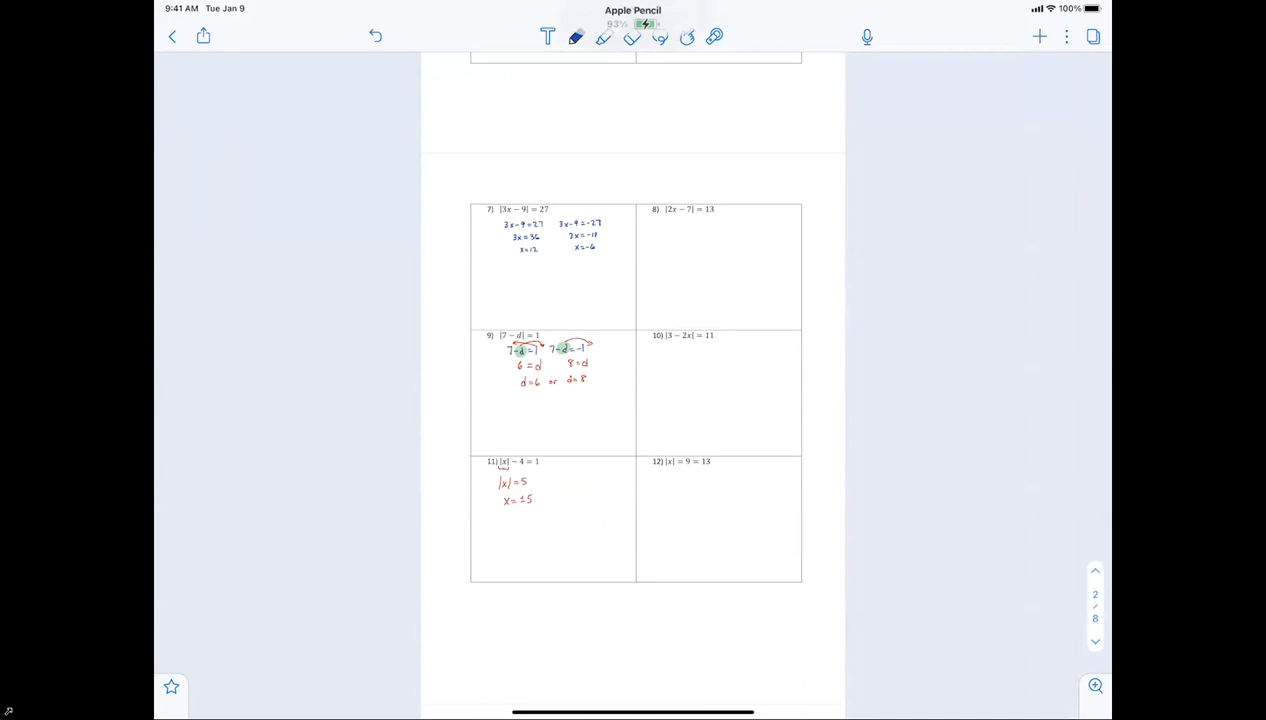 9:41 AM Tue Jan 9
Apple Pencil
100%
93%
T
7) |3x − 9| = 27
8) |2x − 7| = 13
3x-9=27 3x-9=-27
3x=36 3x=-18
x=12 x=-6
9) |7 − d| = 1
10) |3 − 2x| = 11
7-d=1 7-d=-1
6=d 8=d
d=6 or d=8
11) |x| − 4 = 1
12) |x| = 9 = 13
|x|=5
x=±5
2
/
8